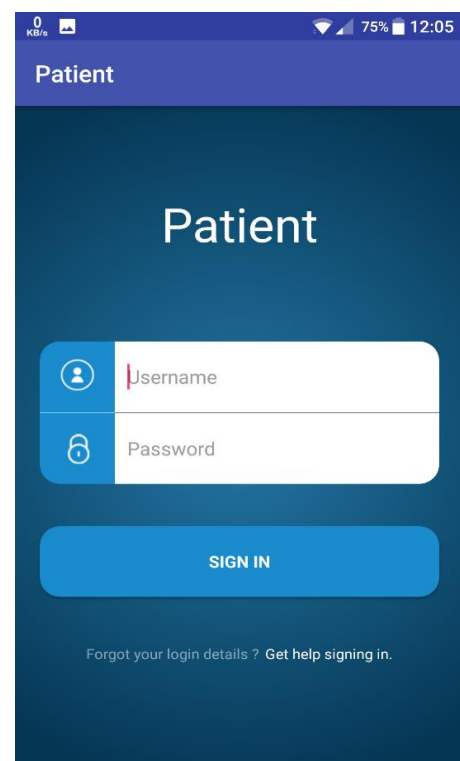 0 KB/s 75% 12:05
Patient
Patient
Username
Password
SIGN IN
Forgot your login details ? Get help signing in.